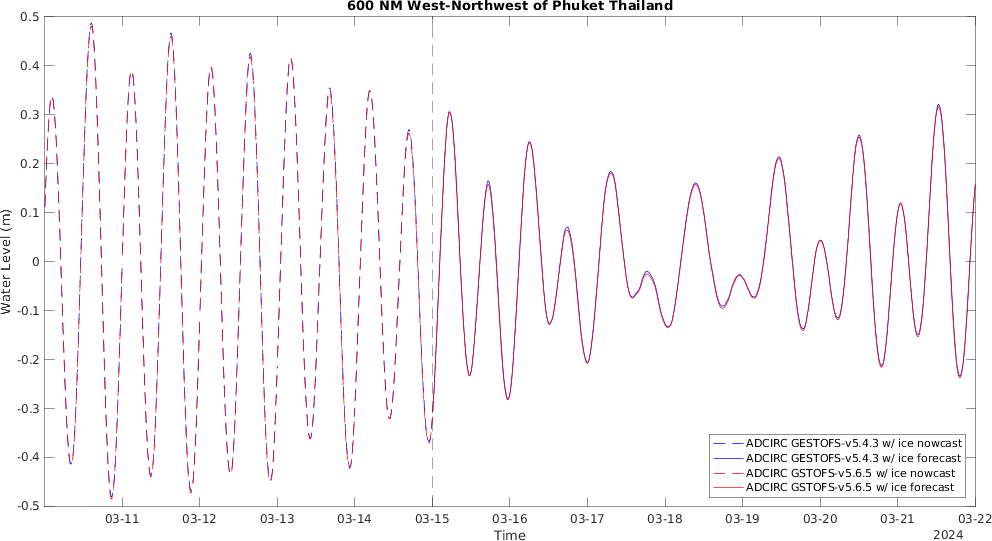 600 NM West-Northwest of Phuket Thailand
0.5
0.4
0.3
0.2
0.1
0
-0.1
-0.2
-0.3
-0.4
-0.5
Water Level (m)
03-11 03-12 03-13 03-14 03-15 03-16 03-17 03-18 03-19 03-20 03-21 03-22
Time
2024
ADCIRC GESTOFS-v5.4.3 w/ ice nowcast
ADCIRC GESTOFS-v5.4.3 w/ ice forecast
ADCIRC GSTOFS-v5.6.5 w/ ice nowcast
ADCIRC GSTOFS-v5.6.5 w/ ice forecast